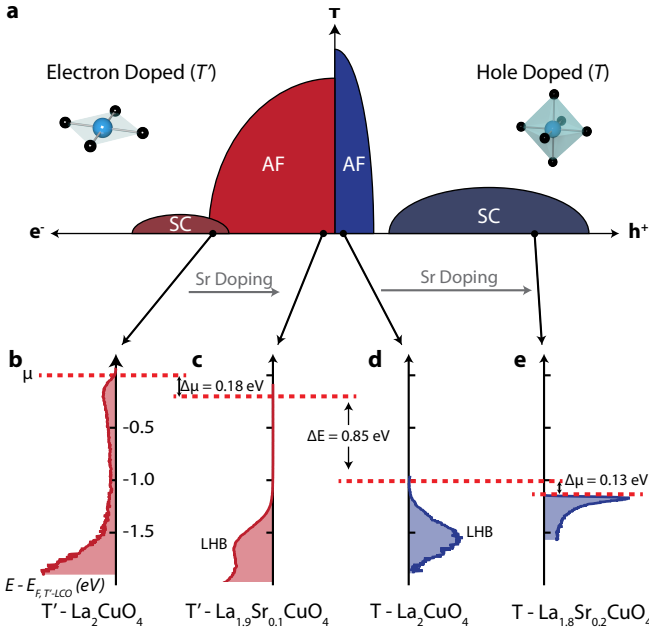 a
T
Electron Doped (T')
Hole Doped (T)
AF
AF
SC
SC
e-
h+
Sr Doping
Sr Doping
b
c
d
e
μ
Δμ = 0.18 eV
-0.5
ΔE = 0.85 eV
-1.0
Δμ = 0.13 eV
-1.5
LHB
LHB
E - E_F,T'-LCO (eV)
T' - La2CuO4
T' - La1.9Sr0.1CuO4
T - La2CuO4
T - La1.8Sr0.2CuO4